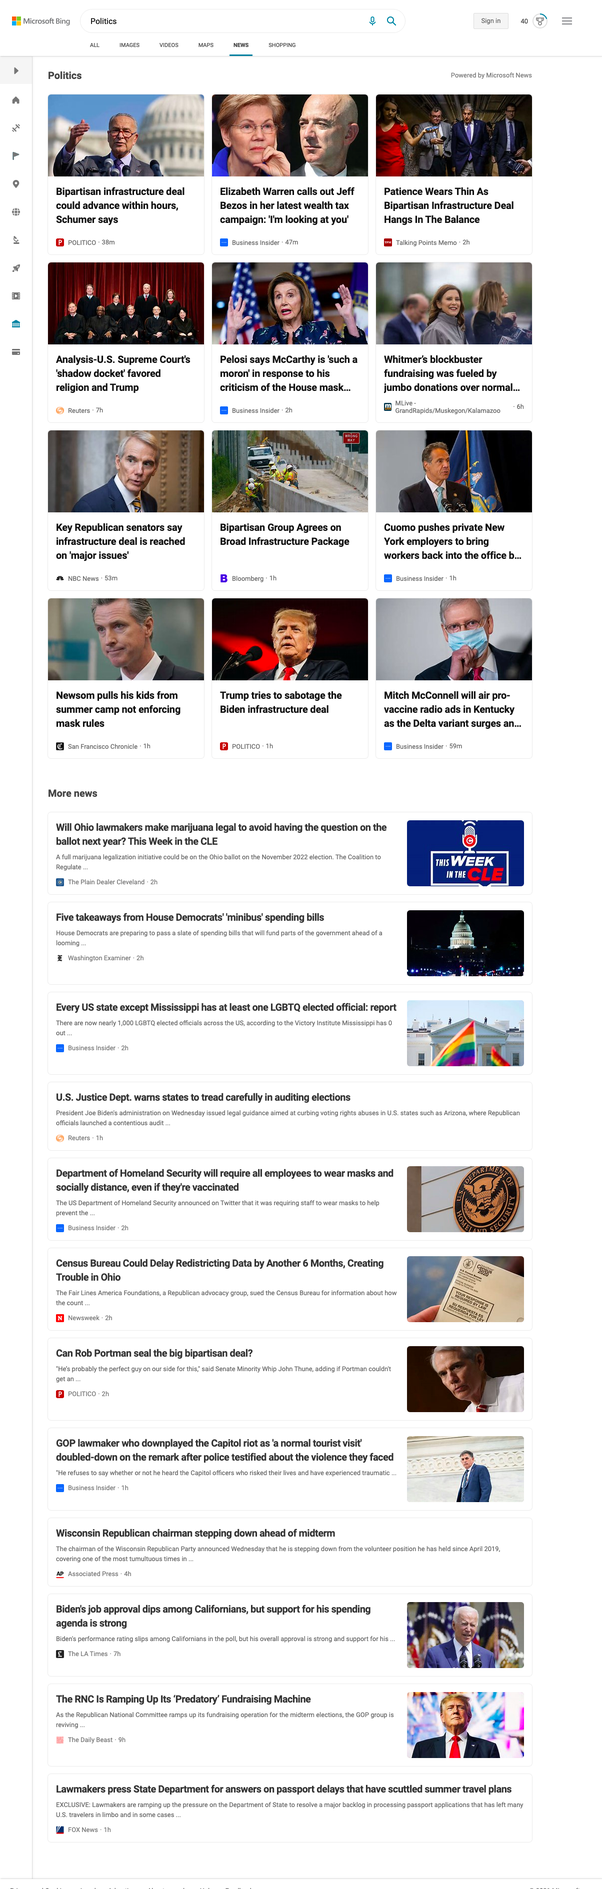 Microsoft Bing
Politics
Sign in
40
ALL
IMAGES
VIDEOS
MAPS
NEWS
SHOPPING
Politics
Powered by Microsoft News
Bipartisan infrastructure deal
could advance within hours,
Schumer says
POLITICO · 38m
Elizabeth Warren calls out Jeff
Bezos in her latest wealth tax
campaign: 'I'm looking at you'
Business Insider · 47m
Patience Wears Thin As
Bipartisan Infrastructure Deal
Hangs In The Balance
Talking Points Memo · 2h
Analysis-U.S. Supreme Court's
'shadow docket' favored
religion and Trump
Reuters · 7h
Pelosi says McCarthy is 'such a
moron' in response to his
criticism of the House mask...
Business Insider · 2h
Whitmer's blockbuster
fundraising was fueled by
jumbo donations over normal...
MLive -
GrandRapids/Muskegon/Kalamazoo
· 6h
Key Republican senators say
infrastructure deal is reached
on 'major issues'
NBC News · 53m
Bipartisan Group Agrees on
Broad Infrastructure Package
Bloomberg · 1h
Cuomo pushes private New
York employers to bring
workers back into the office b...
Business Insider · 1h
Newsom pulls his kids from
summer camp not enforcing
mask rules
San Francisco Chronicle · 1h
Trump tries to sabotage the
Biden infrastructure deal
POLITICO · 1h
Mitch McConnell will air pro-
vaccine radio ads in Kentucky
as the Delta variant surges an...
Business Insider · 59m
More news
Will Ohio lawmakers make marijuana legal to avoid having the question on the
ballot next year? This Week in the CLE
A full marijuana legalization initiative could be on the Ohio ballot on the November 2022 election. The Coalition to
Regulate ...
The Plain Dealer Cleveland · 2h
THIS WEEK
IN THE CLE
Five takeaways from House Democrats' 'minibus' spending bills
House Democrats are preparing to pass a slate of spending bills that will fund parts of the government ahead of a
looming ...
Washington Examiner · 2h
Every US state except Mississippi has at least one LGBTQ elected official: report
There are now nearly 1,000 LGBTQ elected officials across the US, according to the Victory Institute Mississippi has 0
out ...
Business Insider · 2h
U.S. Justice Dept. warns states to tread carefully in auditing elections
President Joe Biden's administration on Wednesday issued legal guidance aimed at curbing voting rights abuses in U.S. states such as Arizona, where Republican
officials launched a contentious audit ...
Reuters · 1h
Department of Homeland Security will require all employees to wear masks and
socially distance, even if they're vaccinated
The US Department of Homeland Security announced on Twitter that it was requiring staff to wear masks to help
prevent the ...
Business Insider · 2h
Census Bureau Could Delay Redistricting Data by Another 6 Months, Creating
Trouble in Ohio
The Fair Lines America Foundations, a Republican advocacy group, sued the Census Bureau for information about how
the count ...
Newsweek · 2h
Can Rob Portman seal the big bipartisan deal?
"He's probably the perfect guy on our side for this," said Senate Minority Whip John Thune, adding if Portman couldn't
get an ...
POLITICO · 2h
GOP lawmaker who downplayed the Capitol riot as 'a normal tourist visit'
doubled-down on the remark after police testified about the violence they faced
"He refuses to say whether or not he heard the Capitol officers who risked their lives and have experienced traumatic ...
Business Insider · 1h
Wisconsin Republican chairman stepping down ahead of midterm
The chairman of the Wisconsin Republican Party announced Wednesday that he is stepping down from the volunteer position he has held since April 2019,
covering one of the most tumultuous times in ...
AP Associated Press · 4h
Biden's job approval dips among Californians, but support for his spending
agenda is strong
Biden's performance rating slips among Californians in the poll, but his overall approval is strong and support for his ...
The LA Times · 7h
The RNC Is Ramping Up Its 'Predatory' Fundraising Machine
As the Republican National Committee ramps up its fundraising operation for the midterm elections, the GOP group is
reviving ...
The Daily Beast · 9h
Lawmakers press State Department for answers on passport delays that have scuttled summer travel plans
EXCLUSIVE: Lawmakers are ramping up the pressure on the Department of State to resolve a major backlog in processing passport applications that has left many
U.S. travelers in limbo and in some cases ...
FOX News · 1h